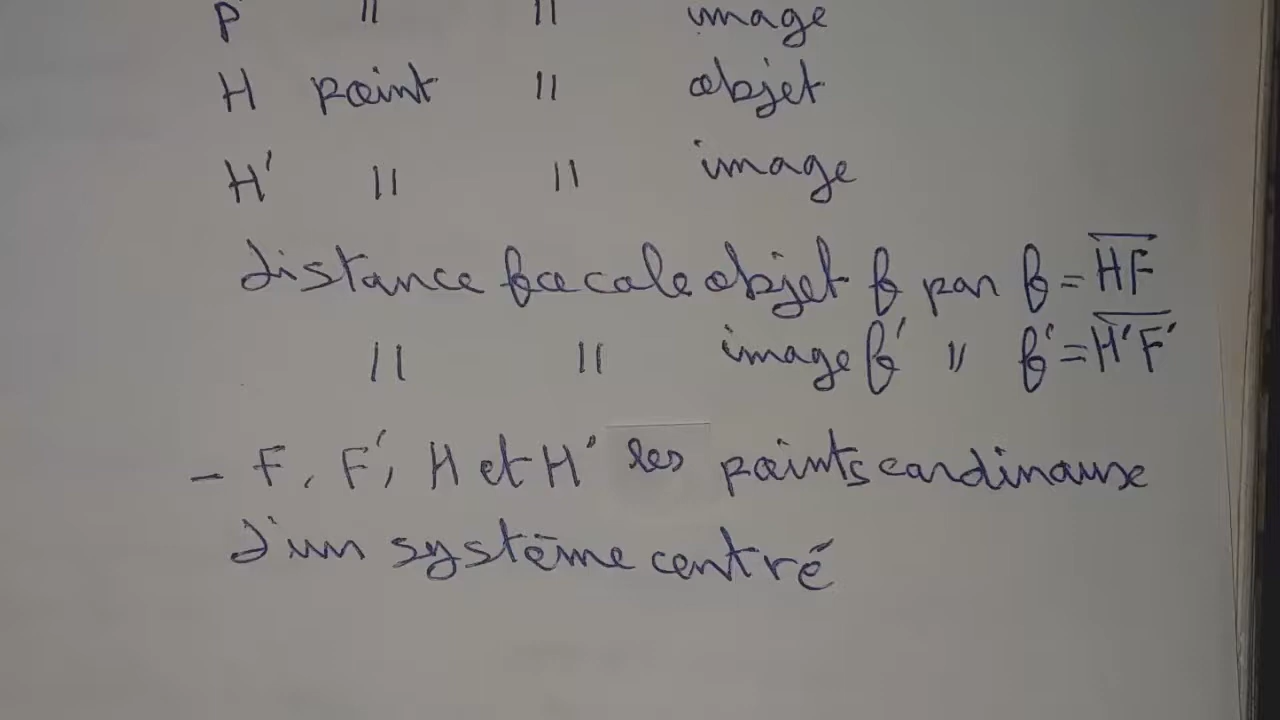 P " " image
H point " objet
H' " " image
distance focale objet f par f = HF
" " image f' " f' = H'F'
- F, F', H et H' les points cardinaux
d'un système centré